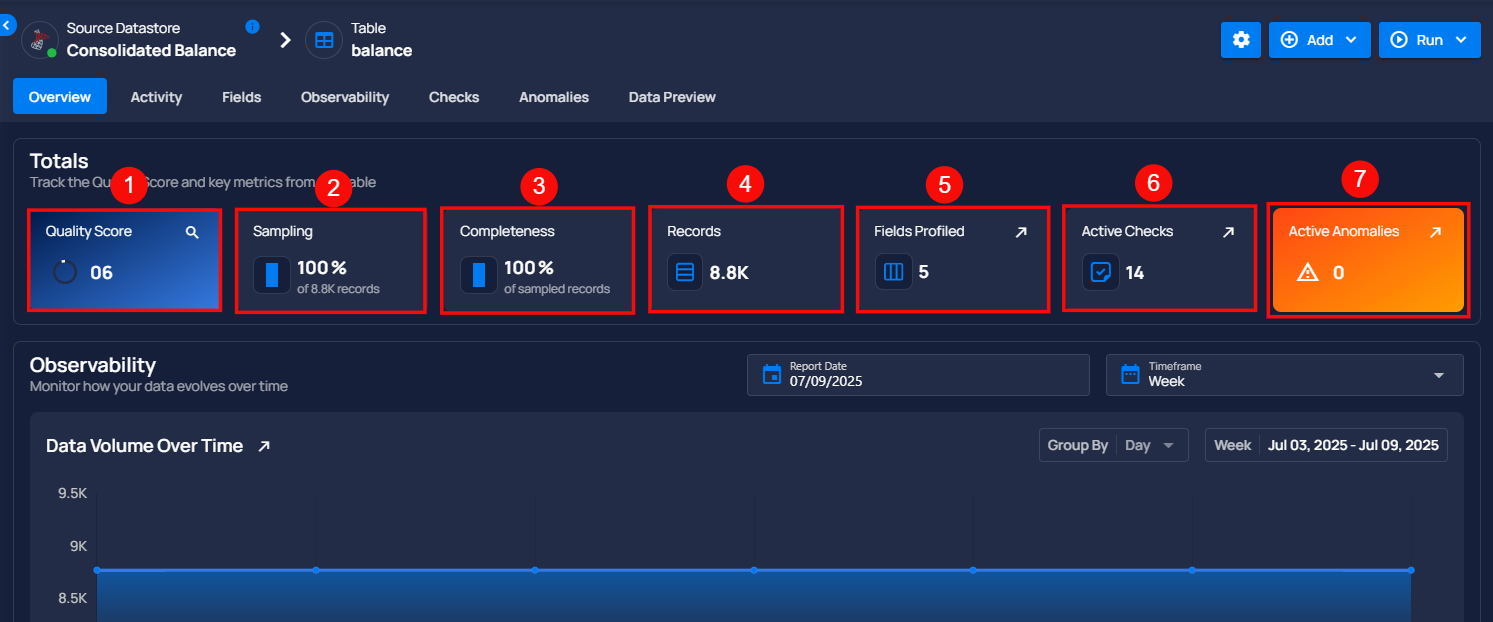 Source Datastore
Consolidated Balance
Table
balance
Add
Run
Overview
Activity
Fields
Observability
Checks
Anomalies
Data Preview
Totals
Track the Qu core and key metrics from able
1
2
3
4
5
6
7
Quality Score
06
Sampling
100 %
of 8.8K records
Completeness
100 %
of sampled records
Records
8.8K
Fields Profiled
5
Active Checks
14
Active Anomalies
0
Observability
Monitor how your data evolves over time
Report Date
07/09/2025
Timeframe
Week
Data Volume Over Time
Group By Day
Week Jul 03, 2025 - Jul 09, 2025
9.5K
9K
8.5K